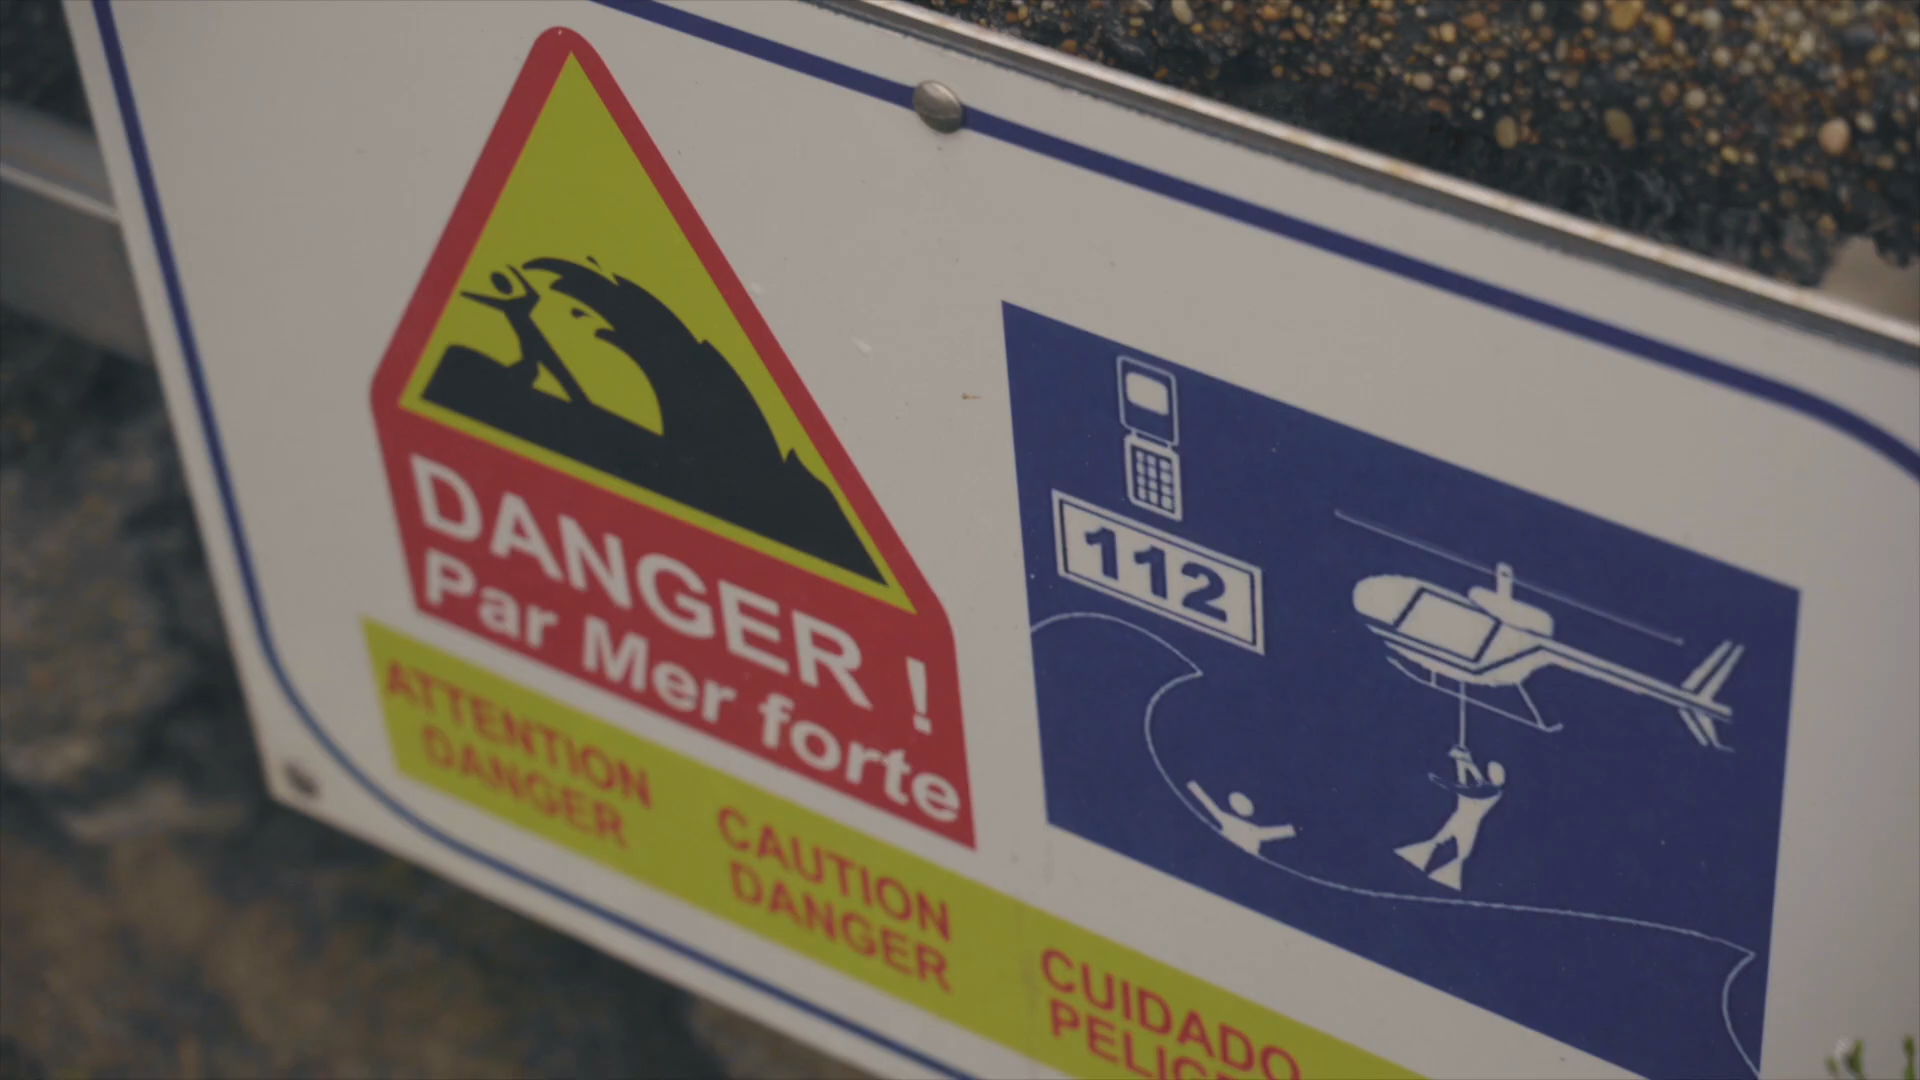 DANGER !
Par Mer forte
112
ATTENTION
DANGER
CAUTION
DANGER
CUIDADO